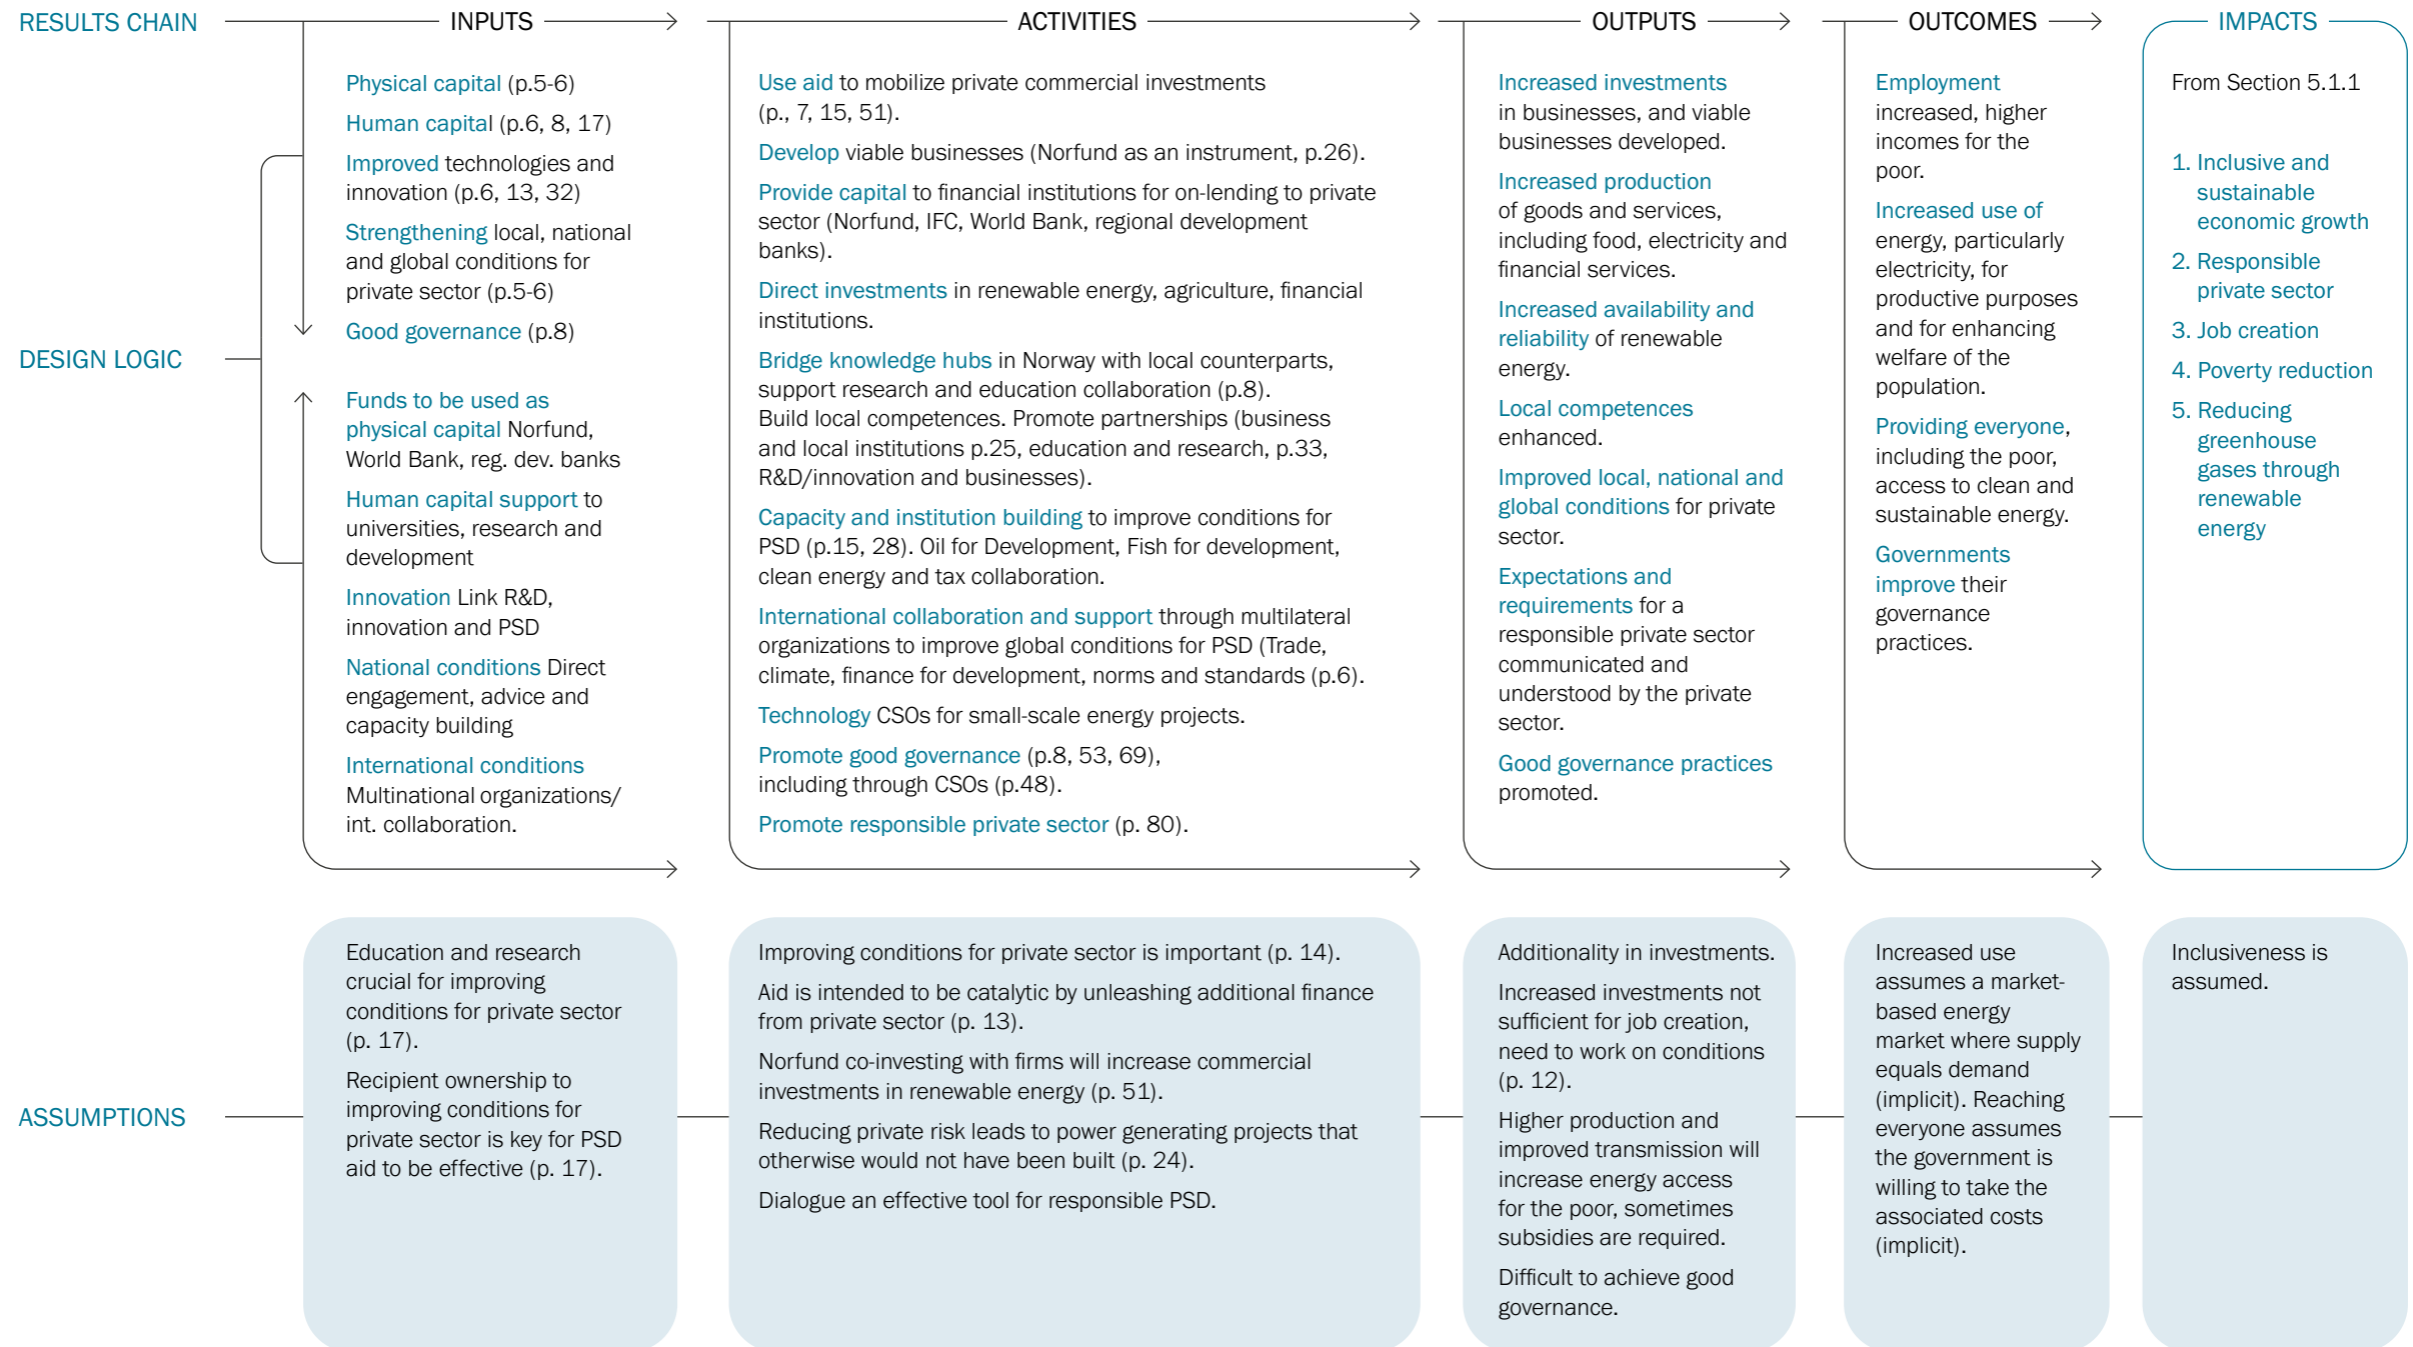 RESULTS CHAIN
INPUTS
ACTIVITIES
OUTPUTS
OUTCOMES
IMPACTS
DESIGN LOGIC
Physical capital (p.5-6)
Human capital (p.6, 8, 17)
Improved technologies and
innovation (p.6, 13, 32)
Strengthening local, national
and global conditions for
private sector (p.5-6)
Good governance (p.8)
Funds to be used as
physical capital Norfund,
World Bank, reg. dev. banks
Human capital support to
universities, research and
development
Innovation Link R&D,
innovation and PSD
National conditions Direct
engagement, advice and
capacity building
International conditions
Multinational organizations/
int. collaboration.
Use aid to mobilize private commercial investments
(p., 7, 15, 51).
Develop viable businesses (Norfund as an instrument, p.26).
Provide capital to financial institutions for on-lending to private
sector (Norfund, IFC, World Bank, regional development
banks).
Direct investments in renewable energy, agriculture, financial
institutions.
Bridge knowledge hubs in Norway with local counterparts,
support research and education collaboration (p.8).
Build local competences. Promote partnerships (business
and local institutions p.25, education and research, p.33,
R&D/innovation and businesses).
Capacity and institution building to improve conditions for
PSD (p.15, 28). Oil for Development, Fish for development,
clean energy and tax collaboration.
International collaboration and support through multilateral
organizations to improve global conditions for PSD (Trade,
climate, finance for development, norms and standards (p.6).
Technology CSOs for small-scale energy projects.
Promote good governance (p.8, 53, 69),
including through CSOs (p.48).
Promote responsible private sector (p. 80).
Increased investments
in businesses, and viable
businesses developed.
Increased production
of goods and services,
including food, electricity and
financial services.
Increased availability and
reliability of renewable
energy.
Local competences
enhanced.
Improved local, national and
global conditions for private
sector.
Expectations and
requirements for a
responsible private sector
communicated and
understood by the private
sector.
Good governance practices
promoted.
Employment
increased, higher
incomes for the
poor.
Increased use of
energy, particularly
electricity, for
productive purposes
and for enhancing
welfare of the
population.
Providing everyone,
including the poor,
access to clean and
sustainable energy.
Governments
improve their
governance
practices.
From Section 5.1.1
1. Inclusive and
sustainable
economic growth
2. Responsible
private sector
3. Job creation
4. Poverty reduction
5. Reducing
greenhouse
gases through
renewable
energy
ASSUMPTIONS
Education and research
crucial for improving
conditions for private sector
(p. 17).
Recipient ownership to
improving conditions for
private sector is key for PSD
aid to be effective (p. 17).
Improving conditions for private sector is important (p. 14).
Aid is intended to be catalytic by unleashing additional finance
from private sector (p. 13).
Norfund co-investing with firms will increase commercial
investments in renewable energy (p. 51).
Reducing private risk leads to power generating projects that
otherwise would not have been built (p. 24).
Dialogue an effective tool for responsible PSD.
Additionality in investments.
Increased investments not
sufficient for job creation,
need to work on conditions
(p. 12).
Higher production and
improved transmission will
increase energy access
for the poor, sometimes
subsidies are required.
Difficult to achieve good
governance.
Increased use
assumes a market-
based energy
market where supply
equals demand
(implicit). Reaching
everyone assumes
the government is
willing to take the
associated costs
(implicit).
Inclusiveness is
assumed.